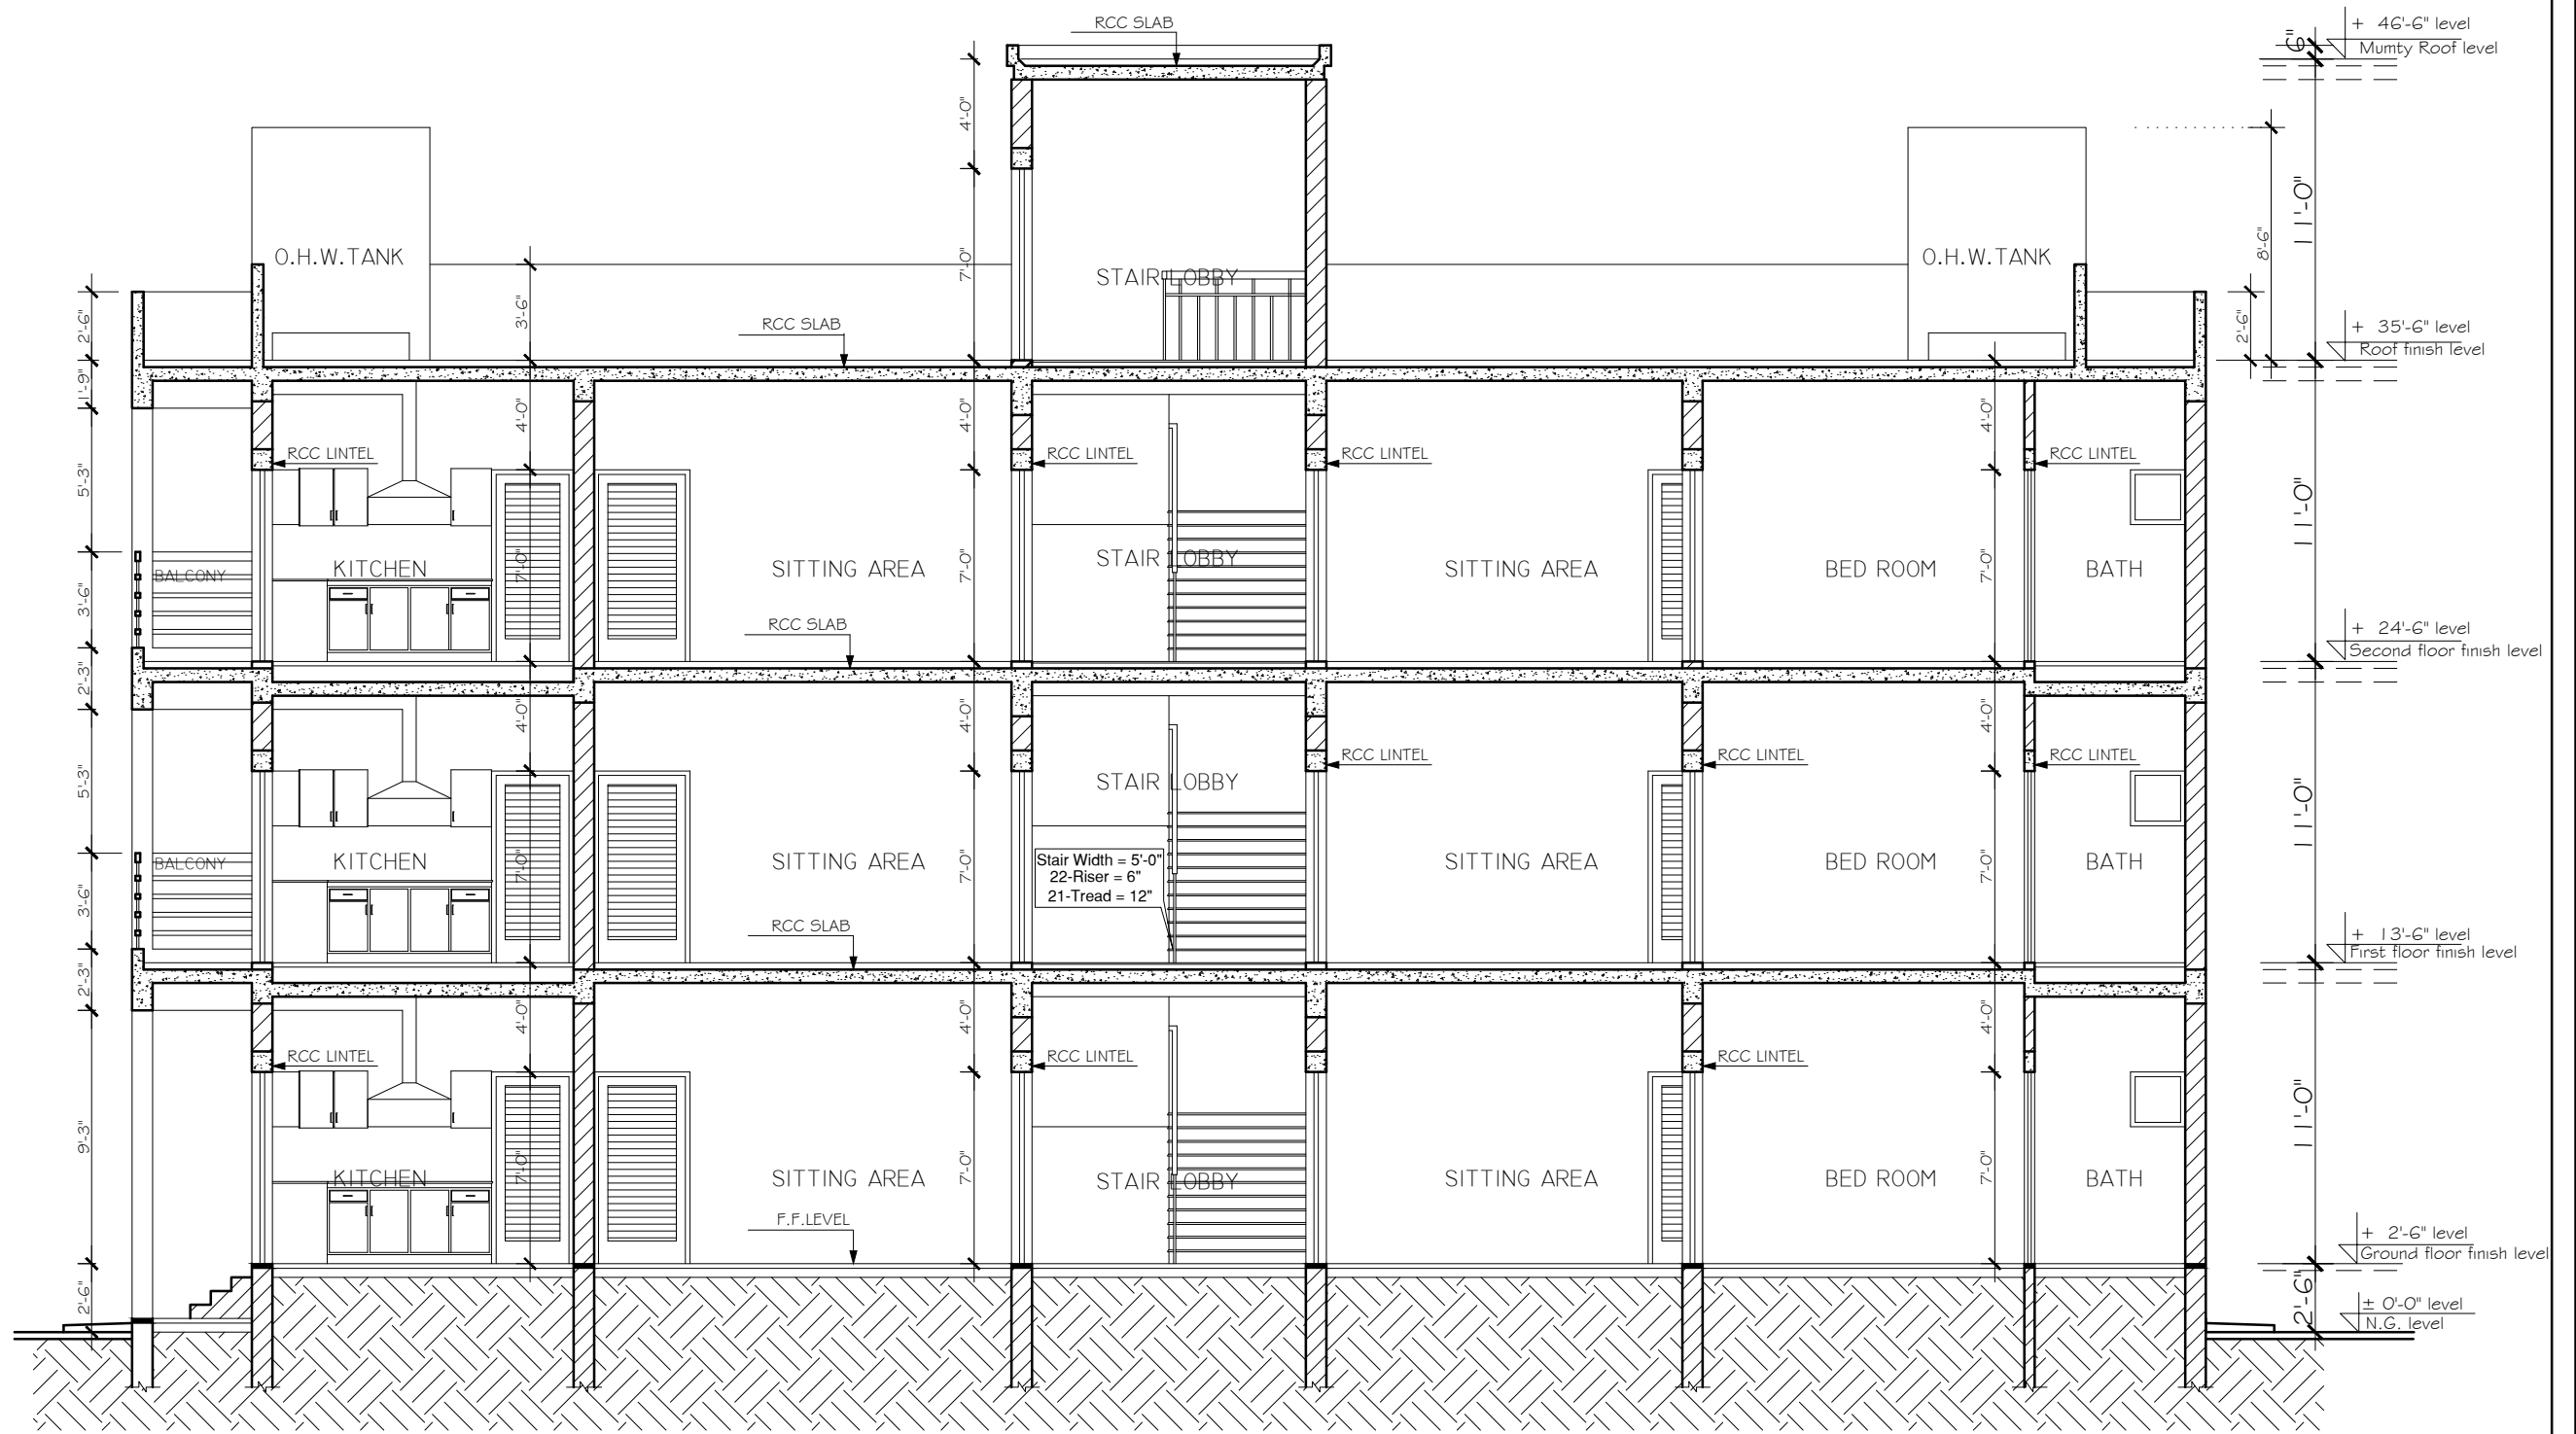 RCC SLAB
+ 46'-6" level
Mumty Roof level
6"
4'-0"
11'-0"
O.H.W.TANK
7'-0"
STAIR LOBBY
O.H.W.TANK
8'-6"
2'-6"
3'-6"
RCC SLAB
2'-6"
+ 35'-6" level
Roof finish level
1'-9"
4'-0"
4'-0"
4'-0"
RCC LINTEL
RCC LINTEL
RCC LINTEL
RCC LINTEL
5'-3"
11'-0"
BALCONY
KITCHEN
7'-0"
SITTING AREA
7'-0"
STAIR LOBBY
SITTING AREA
BED ROOM
7'-0"
BATH
3'-6"
RCC SLAB
+ 24'-6" level
Second floor finish level
2'-3"
4'-0"
4'-0"
4'-0"
RCC LINTEL
RCC LINTEL
RCC LINTEL
5'-3"
STAIR LOBBY
11'-0"
BALCONY
KITCHEN
7'-0"
SITTING AREA
7'-0"
Stair Width = 5'-0"
22-Riser = 6"
21-Tread = 12"
SITTING AREA
BED ROOM
7'-0"
BATH
3'-6"
RCC SLAB
+ 13'-6" level
First floor finish level
2'-3"
4'-0"
4'-0"
4'-0"
RCC LINTEL
RCC LINTEL
RCC LINTEL
9'-3"
11'-0"
KITCHEN
7'-0"
SITTING AREA
7'-0"
STAIR LOBBY
SITTING AREA
BED ROOM
7'-0"
BATH
F.F.LEVEL
+ 2'-6" level
Ground floor finish level
2'-6"
2'-6"
± 0'-0" level
N.G. level